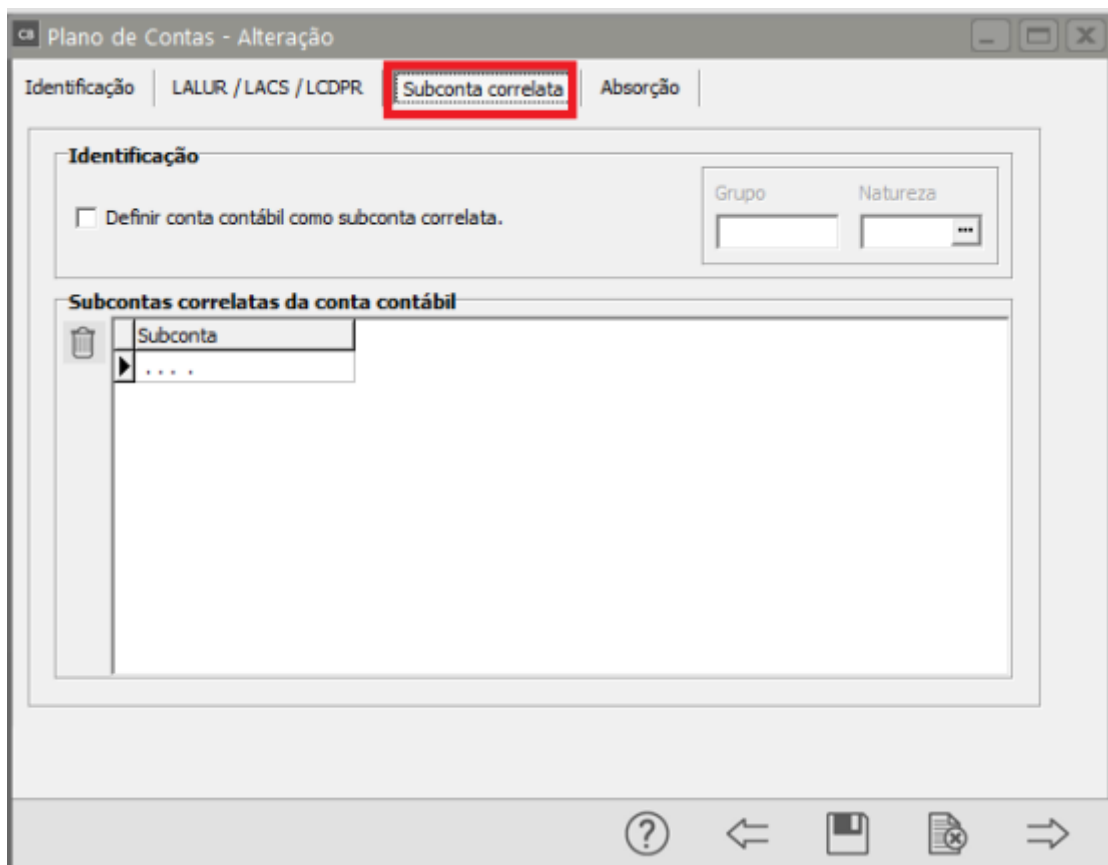 CB Plano de Contas - Alteração
Identificação LALUR / LACS / LCDPR Subconta correlata Absorção
Identificação
Grupo Natureza
Definir conta contábil como subconta correlata.
...
Subcontas correlatas da conta contábil
Subconta
. . . .
?